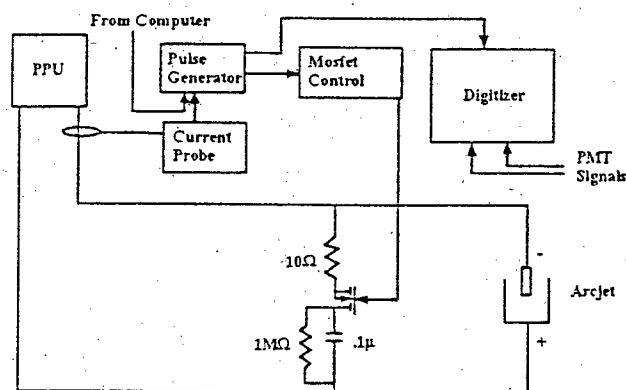 From Computer
PPU
Pulse
Generator
Mosfet
Control
Digitizer
Current
Probe
PMT
Signals
10Ω
-
Arcjet
1MΩ
.1μ
+